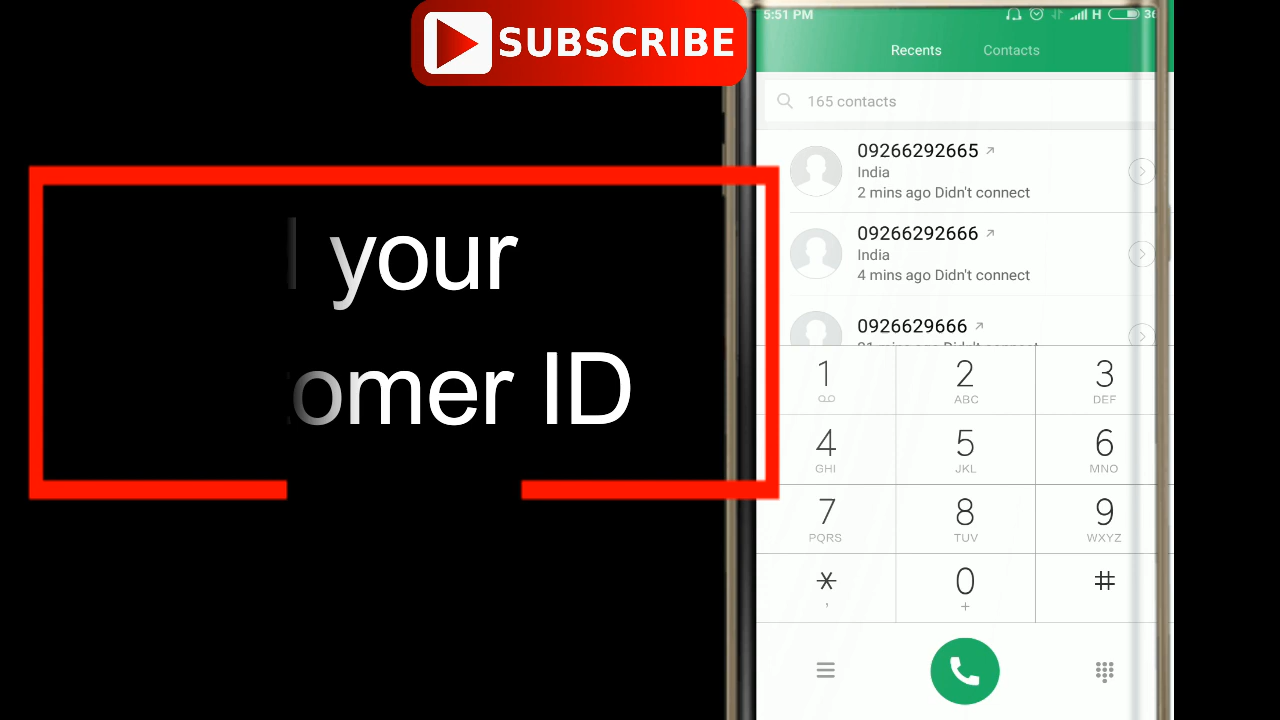 SUBSCRIBE
your
omer ID
5:51 PM
H
36
Recents
Contacts
165 contacts
09266292665
India
2 mins ago Didn't connect
09266292666
India
4 mins ago Didn't connect
0926629666
1
2
ABC
3
DEF
4
GHI
5
JKL
6
MNO
7
PQRS
8
TUV
9
WXYZ
*
,
0
+
#